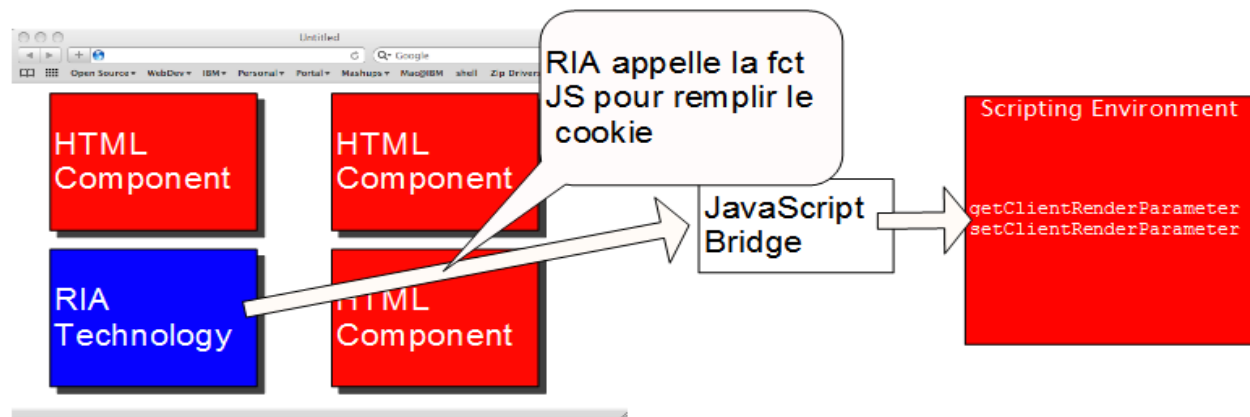 Untitled
Google
Open Source WebDev IBM Personal Portal Mashups Mac@IBM shell Zip Drivers
RIA appelle la fct
JS pour remplir le
cookie
HTML
Component
HTML
Component
Scripting Environment
JavaScript
Bridge
getClientRenderParameter
setClientRenderParameter
RIA
Technology
HTML
Component